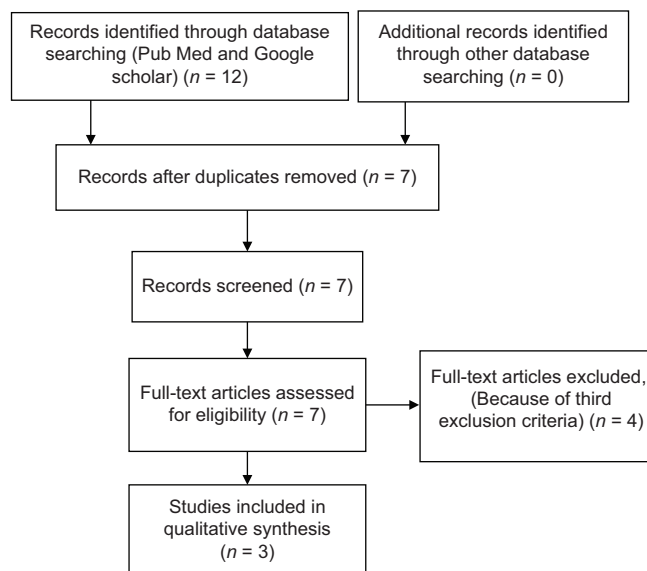 Records identified through database
searching (Pub Med and Google
scholar) (n = 12)
Additional records identified
through other database
searching (n = 0)
Records after duplicates removed (n = 7)
Records screened (n = 7)
Full-text articles assessed
for eligibility (n = 7)
Full-text articles excluded,
(Because of third
exclusion criteria) (n = 4)
Studies included in
qualitative synthesis
(n = 3)